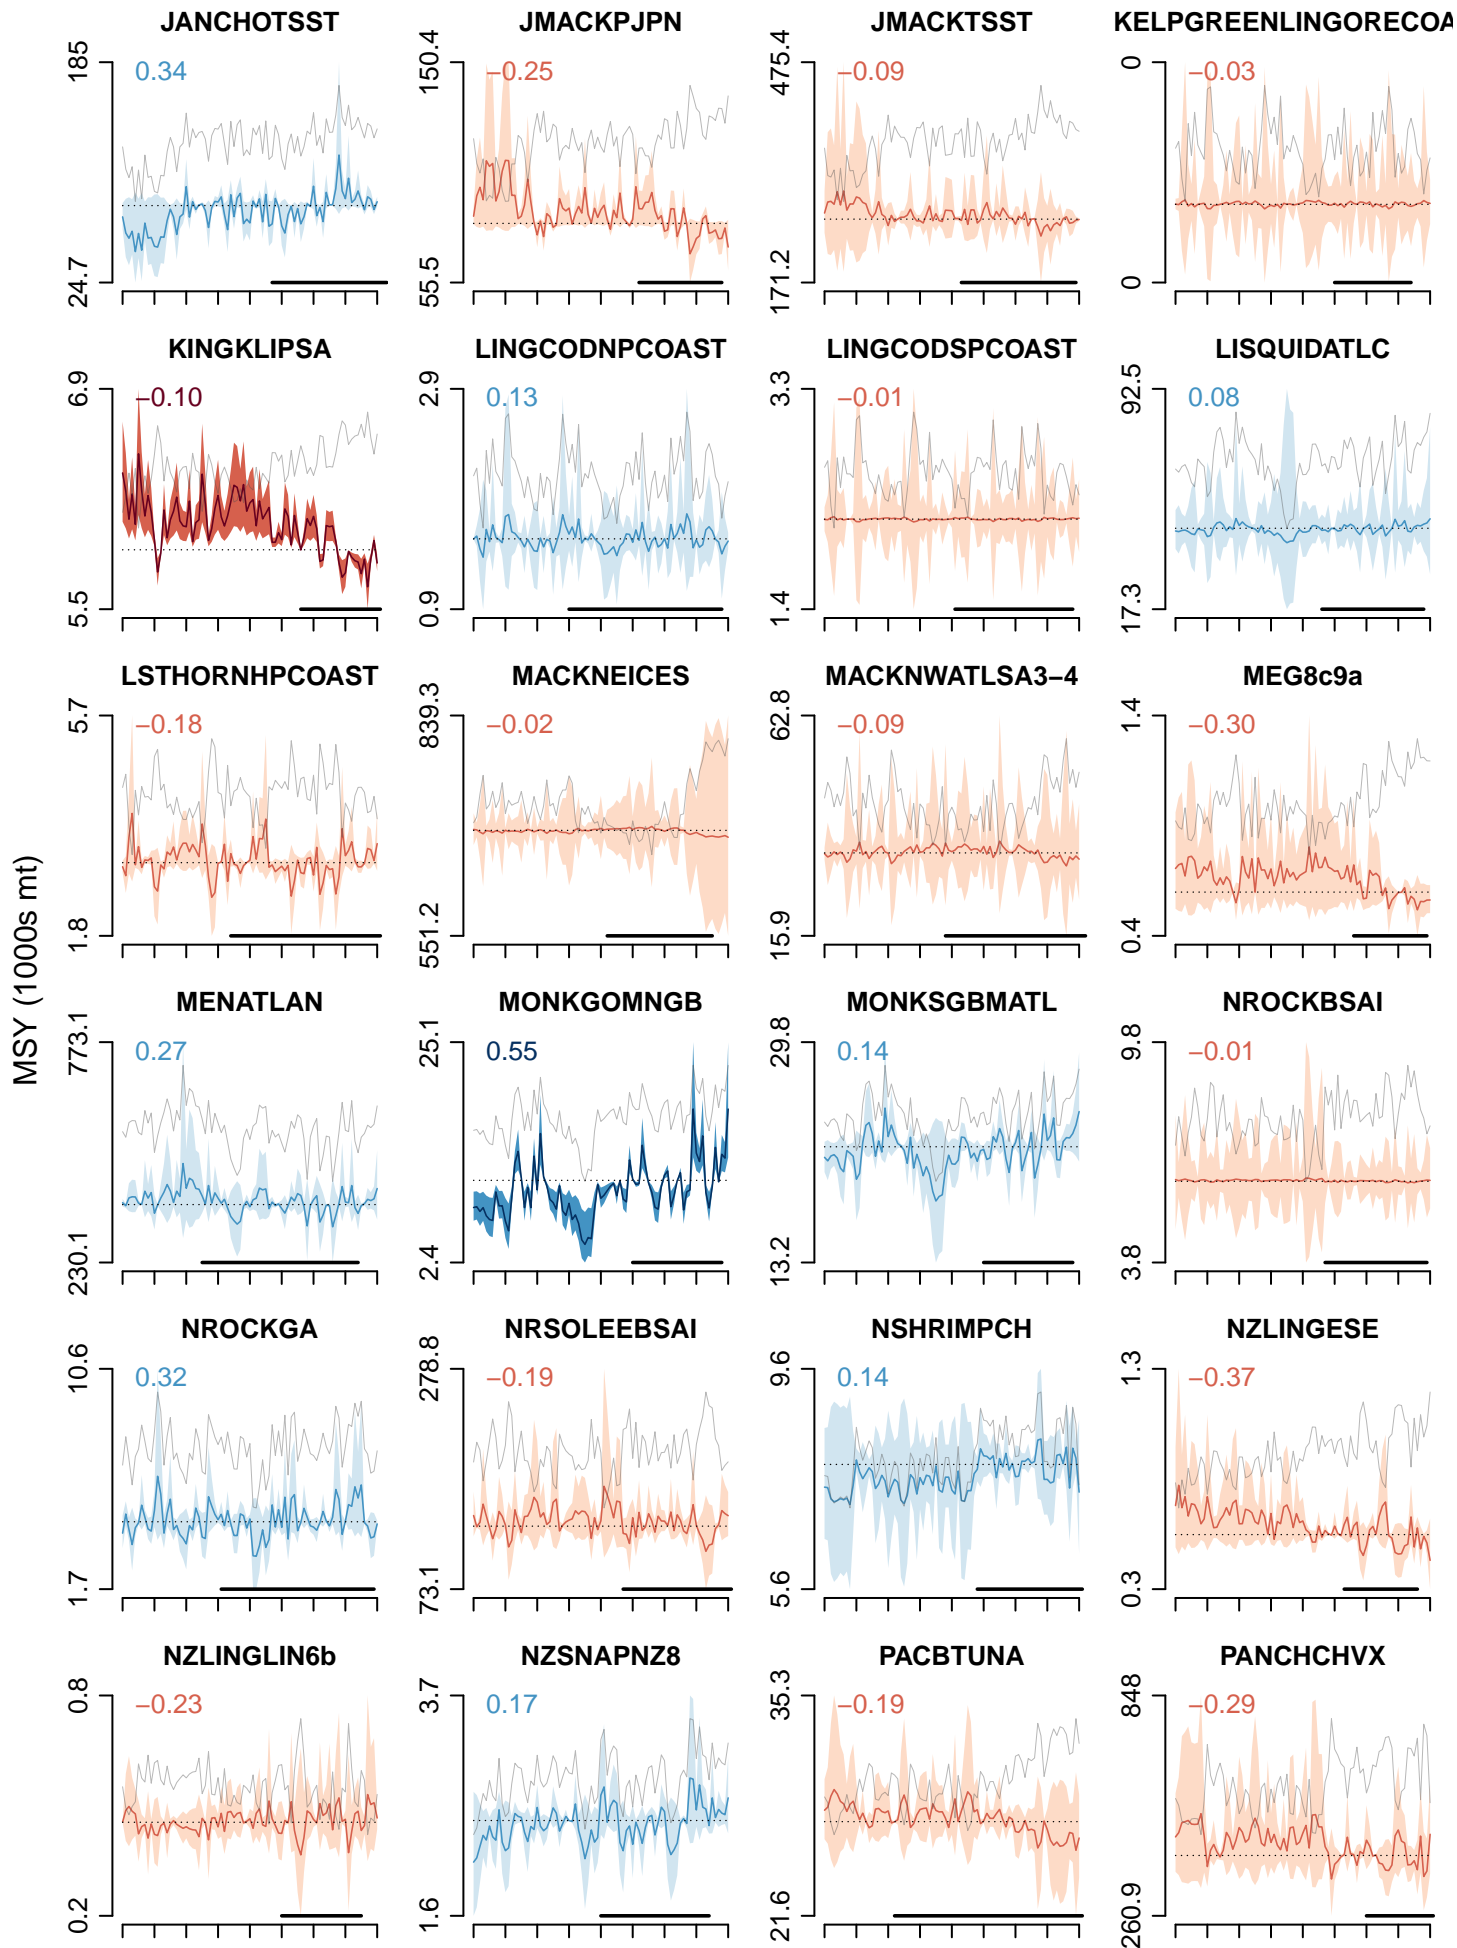 JANCHOTSST
185
0.34
24.7
JMACKPJPN
150.4
−0.25
55.5
JMACKTSST
475.4
−0.09
171.2
KELPGREENLINGORECOA
0
−0.03
0
KINGKLIPSA
6.9
−0.10
5.5
LINGCODNPCOAST
2.9
0.13
0.9
LINGCODSPCOAST
3.3
−0.01
1.4
LISQUIDATLC
92.5
0.08
17.3
LSTHORNHPCOAST
5.7
−0.18
1.8
MACKNEICES
839.3
−0.02
551.2
MACKNWATLSA3−4
62.8
−0.09
15.9
MEG8c9a
1.4
−0.30
0.4
MSY (1000s mt)
MENATLAN
773.1
0.27
230.1
MONKGOMNGB
25.1
0.55
2.4
MONKSGBMATL
29.8
0.14
13.2
NROCKBSAI
9.8
−0.01
3.8
NROCKGA
10.6
0.32
1.7
NRSOLEEBSAI
278.8
−0.19
73.1
NSHRIMPCH
9.6
0.14
5.6
NZLINGESE
1.3
−0.37
0.3
NZLINGLIN6b
0.8
−0.23
0.2
NZSNAPNZ8
3.7
0.17
1.6
PACBTUNA
35.3
−0.19
21.6
PANCHCHVX
848
−0.29
260.9